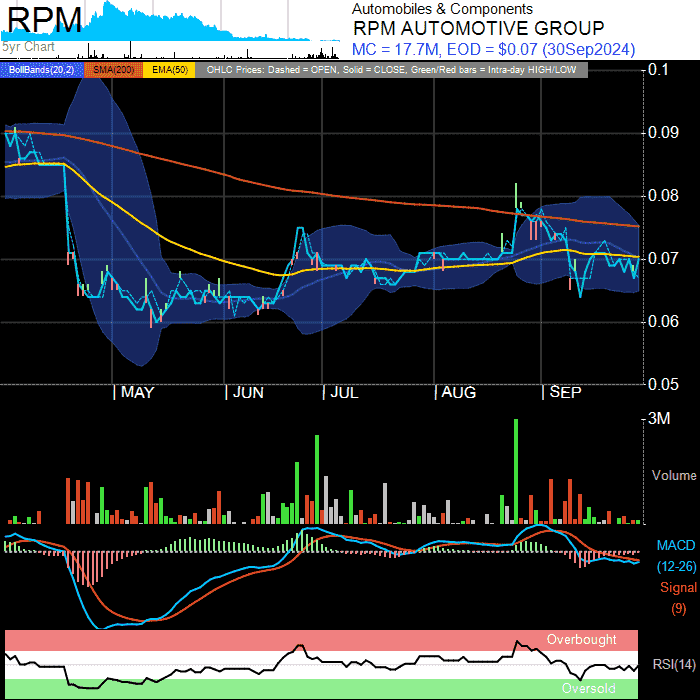 RPM
5yr Chart
Automobiles & Components
RPM AUTOMOTIVE GROUP
MC = 17.7M, EOD = $0.07 (30Sep2024)
BollBands(20,2) SMA(200) EMA(50) OHLC Prices: Dashed = OPEN, Solid = CLOSE, Green/Red bars = Intra-day HIGH/LOW
0.1
0.09
0.08
0.07
0.06
0.05
MAY JUN JUL AUG SEP
3M
Volume
MACD
(12-26)
Signal
(9)
Overbought
RSI(14)
Oversold